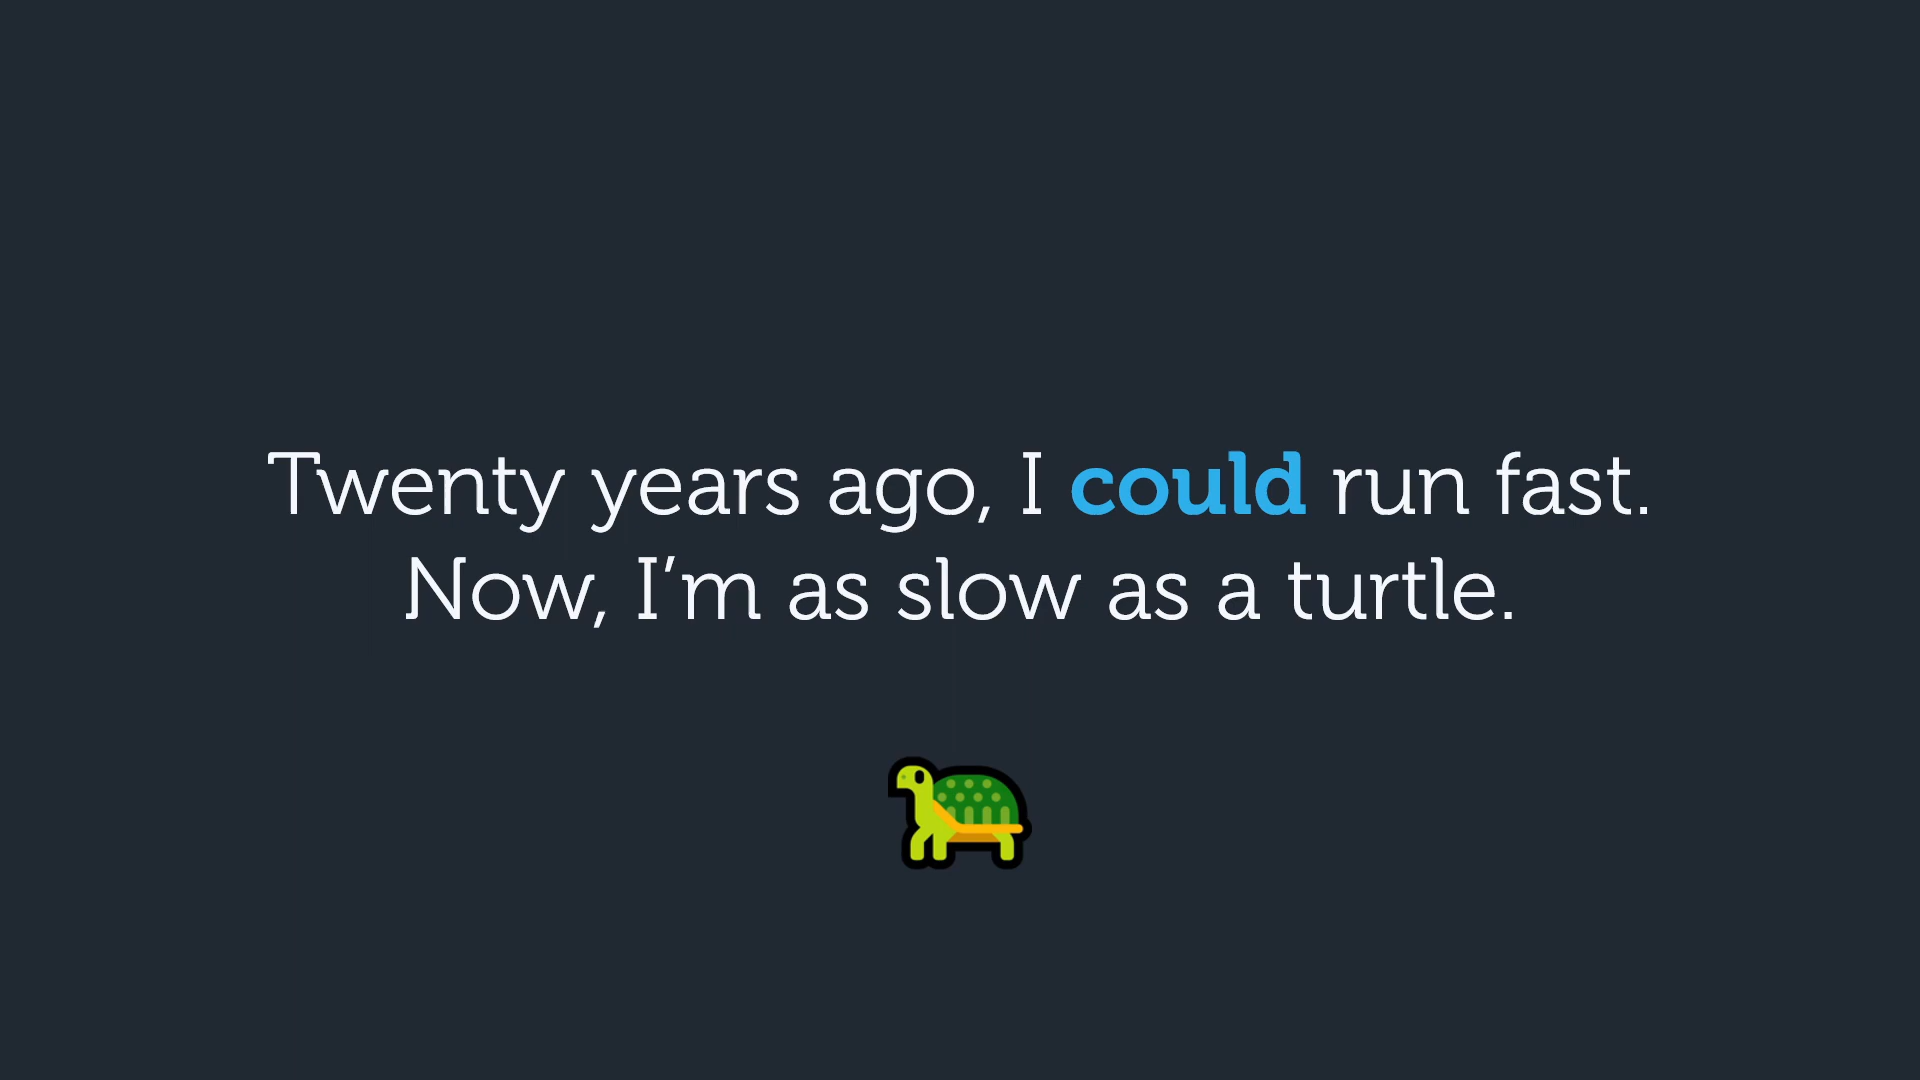 Twenty years ago, I could run fast.
Now, I’m as slow as a turtle.